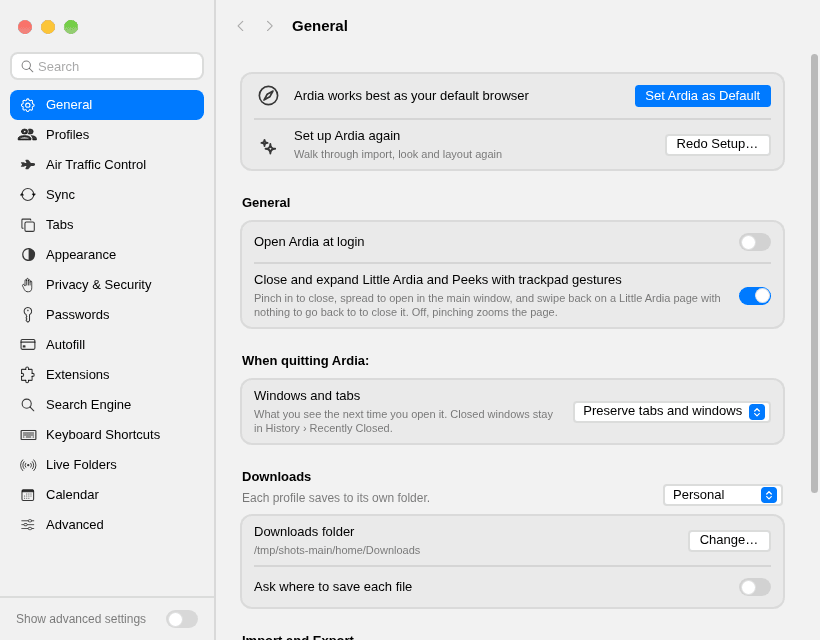 General
Search
General
Profiles
Air Traffic Control
Sync
Tabs
Appearance
Privacy & Security
Passwords
Autofill
Extensions
Search Engine
Keyboard Shortcuts
Live Folders
Calendar
Advanced
Show advanced settings
Ardia works best as your default browser
Set Ardia as Default
Set up Ardia again
Walk through import, look and layout again
Redo Setup…
General
Open Ardia at login
Close and expand Little Ardia and Peeks with trackpad gestures
Pinch in to close, spread to open in the main window, and swipe back on a Little Ardia page with
nothing to go back to to close it. Off, pinching zooms the page.
When quitting Ardia:
Windows and tabs
What you see the next time you open it. Closed windows stay
in History › Recently Closed.
Preserve tabs and windows
Downloads
Each profile saves to its own folder.
Personal
Downloads folder
/tmp/shots-main/home/Downloads
Change…
Ask where to save each file
Import and Export